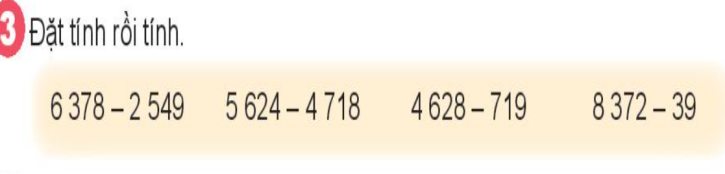 3 Đặt tính rồi tính.
6 378 – 2 549 5 624 – 4 718 4 628 – 719 8 372 – 39